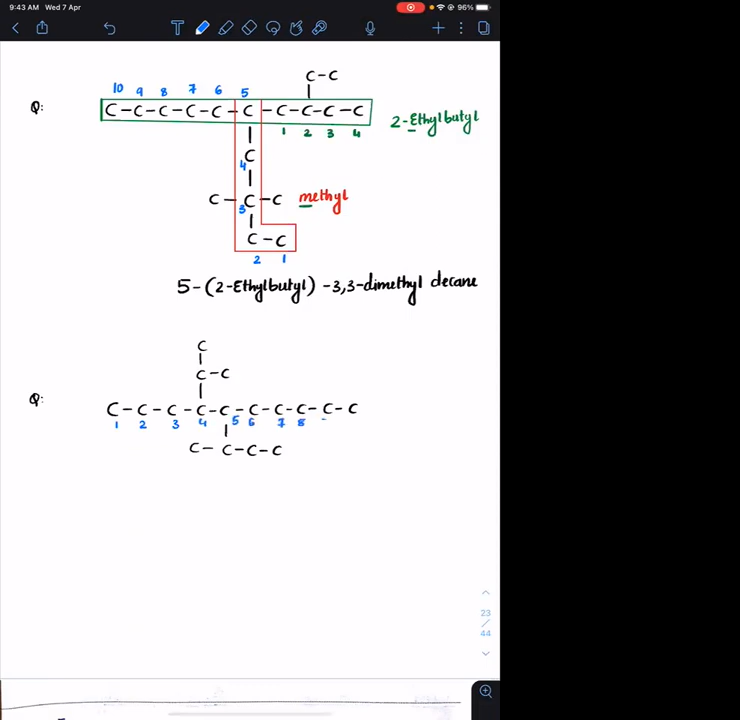 9:43 AM Wed 7 Apr
96%
C-C
10 9 8 7 6 5
Q:
C-C-C-C-C-C-C-C-C-C
1 2 3 4
2-Ethylbutyl
C
4
C-C-C methyl
3
C-C
2 1
5-(2-Ethylbutyl)-3,3-dimethyl decane
C
C-C
Q:
C-C-C-C-C-C-C-C-C-C
1 2 3 4 5 6 7 8
C-C-C-C
23
/
44